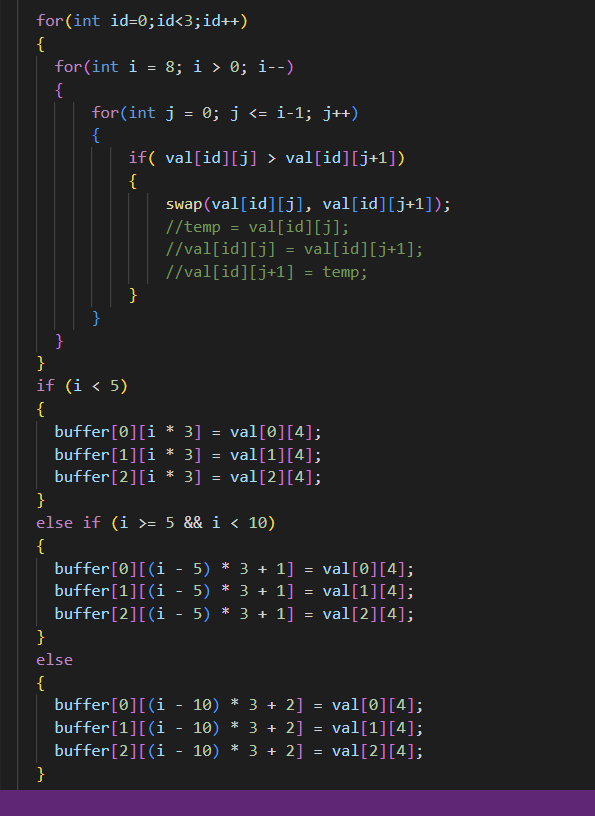 for(int id=0;id<3;id++)
{
  for(int i = 8; i > 0; i--)
  {
      for(int j = 0; j <= i-1; j++)
      {
          if( val[id][j] > val[id][j+1])
          {
              swap(val[id][j], val[id][j+1]);
              //temp = val[id][j];
              //val[id][j] = val[id][j+1];
              //val[id][j+1] = temp;
          }
      }
  }
}
if (i < 5)
{
  buffer[0][i * 3] = val[0][4];
  buffer[1][i * 3] = val[1][4];
  buffer[2][i * 3] = val[2][4];
}
else if (i >= 5 && i < 10)
{
  buffer[0][(i - 5) * 3 + 1] = val[0][4];
  buffer[1][(i - 5) * 3 + 1] = val[1][4];
  buffer[2][(i - 5) * 3 + 1] = val[2][4];
}
else
{
  buffer[0][(i - 10) * 3 + 2] = val[0][4];
  buffer[1][(i - 10) * 3 + 2] = val[1][4];
  buffer[2][(i - 10) * 3 + 2] = val[2][4];
}